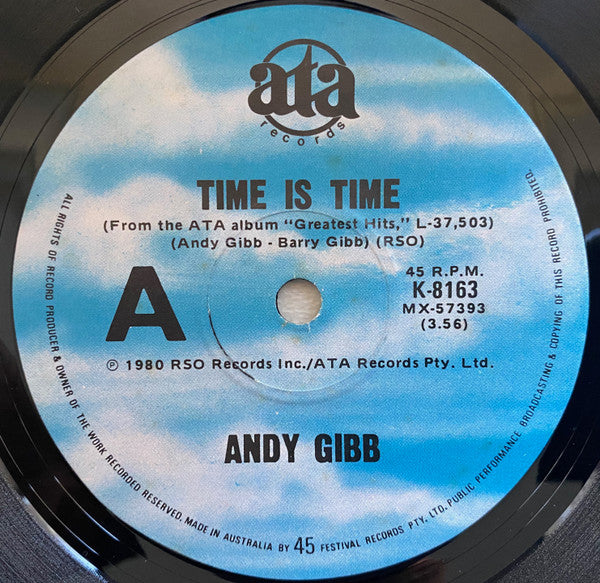 ata
records
TIME IS TIME
(From the ATA album "Greatest Hits," L-37,503)
(Andy Gibb - Barry Gibb) (RSO)
A
45 R.P.M.
K-8163
MX-57393
(3.56)
℗ 1980 RSO Records Inc./ATA Records Pty. Ltd.
ANDY GIBB
ALL RIGHTS OF RECORD PRODUCER & OWNER OF THE WORK RECORDED RESERVED. MADE IN AUSTRALIA BY 45 FESTIVAL RECORDS PTY. LTD. PUBLIC PERFORMANCE BROADCASTING & COPYING OF THIS RECORD PROHIBITED.